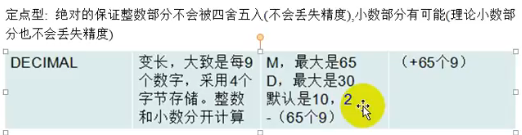 定点型: 绝对的保证整数部分不会被四舍五入(不会丢失精度),小数部分有可能(理论小数部
分也不会丢失精度)
DECIMAL
变长，大致是每9
个数字，采用4个
字节存储。整数
和小数分开计算
M，最大是65
D，最大是30
默认是10，2
-（65个9）
（+65个9）